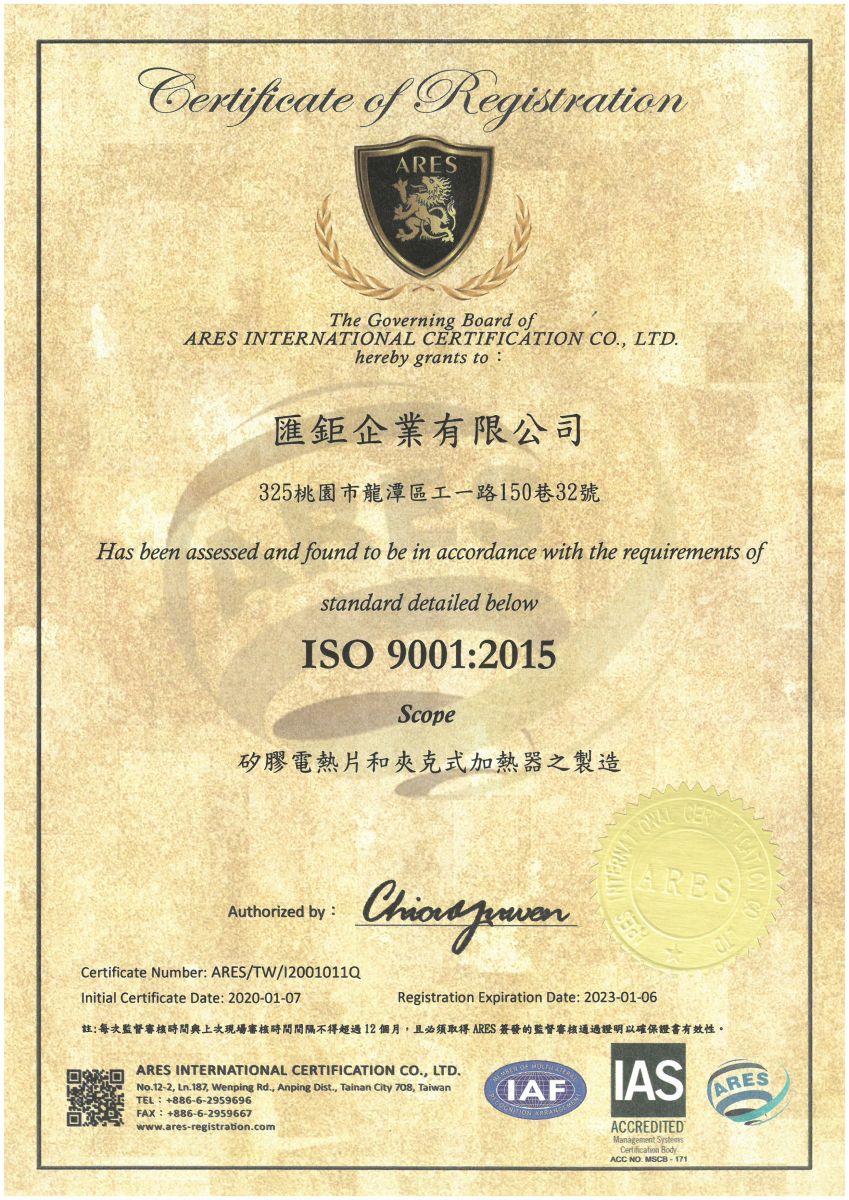 Certificate of Registration
ARES
The Governing Board of
ARES INTERNATIONAL CERTIFICATION CO., LTD.
hereby grants to：
匯鉅企業有限公司
325桃園市龍潭區工一路150巷32號
Has been assessed and found to be in accordance with the requirements of
standard detailed below
ISO 9001:2015
Scope
矽膠電熱片和夾克式加熱器之製造
INTERNATIONAL CERTIFICATION
ARES
Authorized by：
Certificate Number: ARES/TW/I2001011Q
Initial Certificate Date: 2020-01-07
Registration Expiration Date: 2023-01-06
註:每次監督審核時間與上次現場審核時間間隔不得超過 12 個月，且必須取得 ARES 簽發的監督審核通過證明以確保證書有效性。
ARES INTERNATIONAL CERTIFICATION CO., LTD.
No.12-2, Ln.187, Wenping Rd., Anping Dist., Tainan City 708, Taiwan
TEL：+886-6-2959696
FAX：+886-6-2959667
www.ares-registration.com
MEMBER OF MULTILATERAL
IAF
RECOGNITION ARRANGEMENT
IAS
ACCREDITED
Management Systems
Certification Body
ACC NO. MSCB - 171
ARES